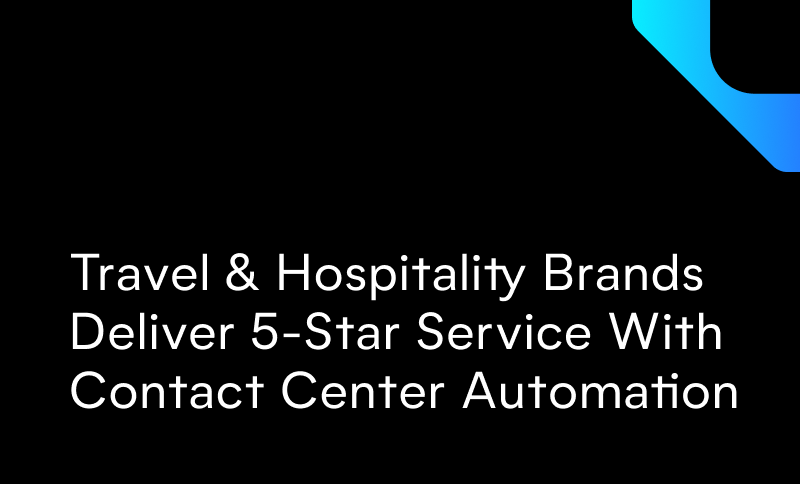 Travel & Hospitality Brands
Deliver 5-Star Service With
Contact Center Automation